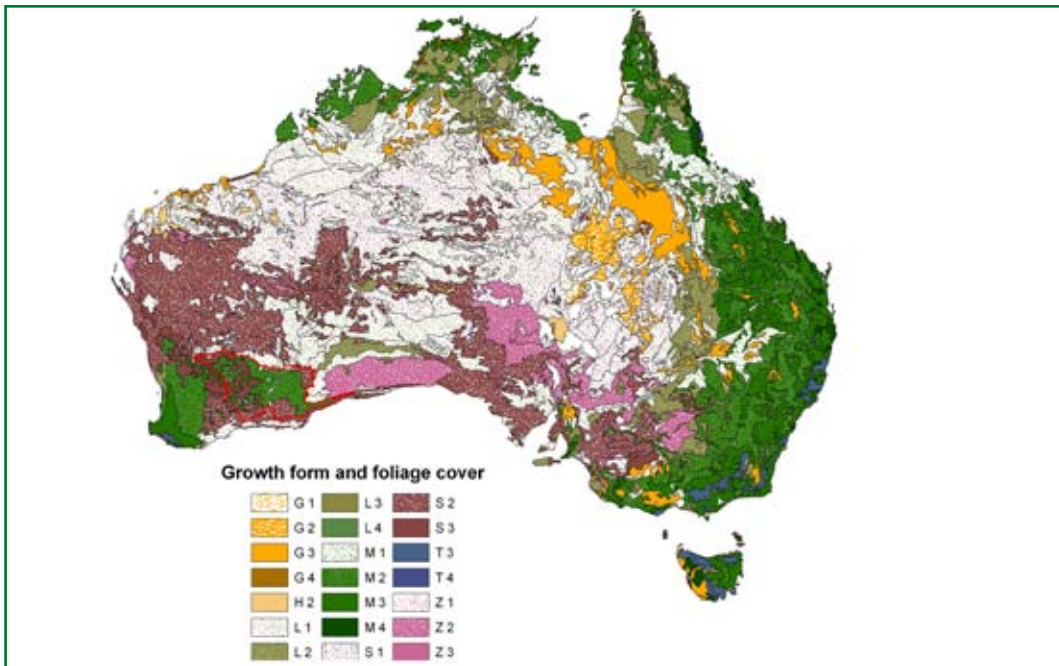 Growth form and foliage cover
G 1 L 3 S 2
G 2 L 4 S 3
G 3 M 1 T 3
G 4 M 2 T 4
H 2 M 3 Z 1
L 1 M 4 Z 2
L 2 S 1 Z 3